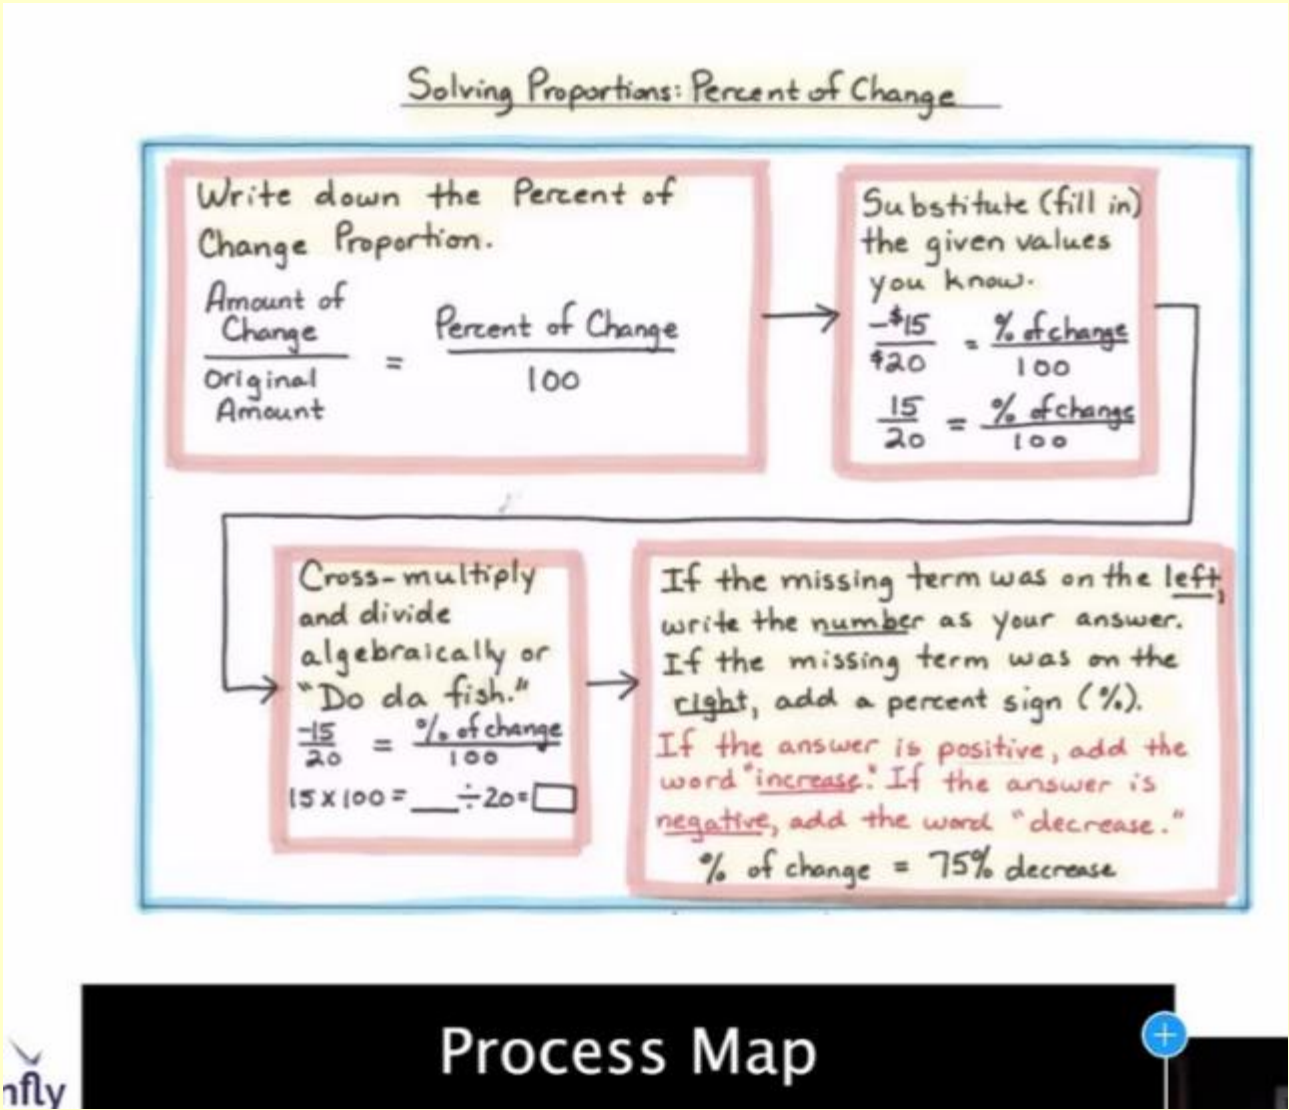 Solving Proportions: Percent of Change
Write down the Percent of
Change Proportion.
Amount of
Change
Original
Amount
=
Percent of Change
100
Substitute (fill in)
the given values
you know.
-$15 = % of change
$20 100
15 = % of change
20 100
Cross-multiply
and divide
algebraically or
"Do da fish."
-15 = % of change
20 100
15 x 100 = ___ ÷ 20 = □
If the missing term was on the left,
write the number as your answer.
If the missing term was on the
right, add a percent sign (%).
If the answer is positive, add the
word "increase." If the answer is
negative, add the word "decrease."
% of change = 75% decrease
Process Map
nfly